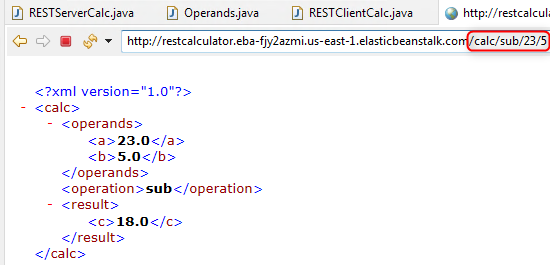 RESTServerCalc.java Operands.java RESTClientCalc.java http://restcalcula
http://restcalculator.eba-fjy2azmi.us-east-1.elasticbeanstalk.com/calc/sub/23/5
<?xml version="1.0"?>
- <calc>
- <operands>
<a>23.0</a>
<b>5.0</b>
</operands>
<operation>sub</operation>
- <result>
<c>18.0</c>
</result>
</calc>